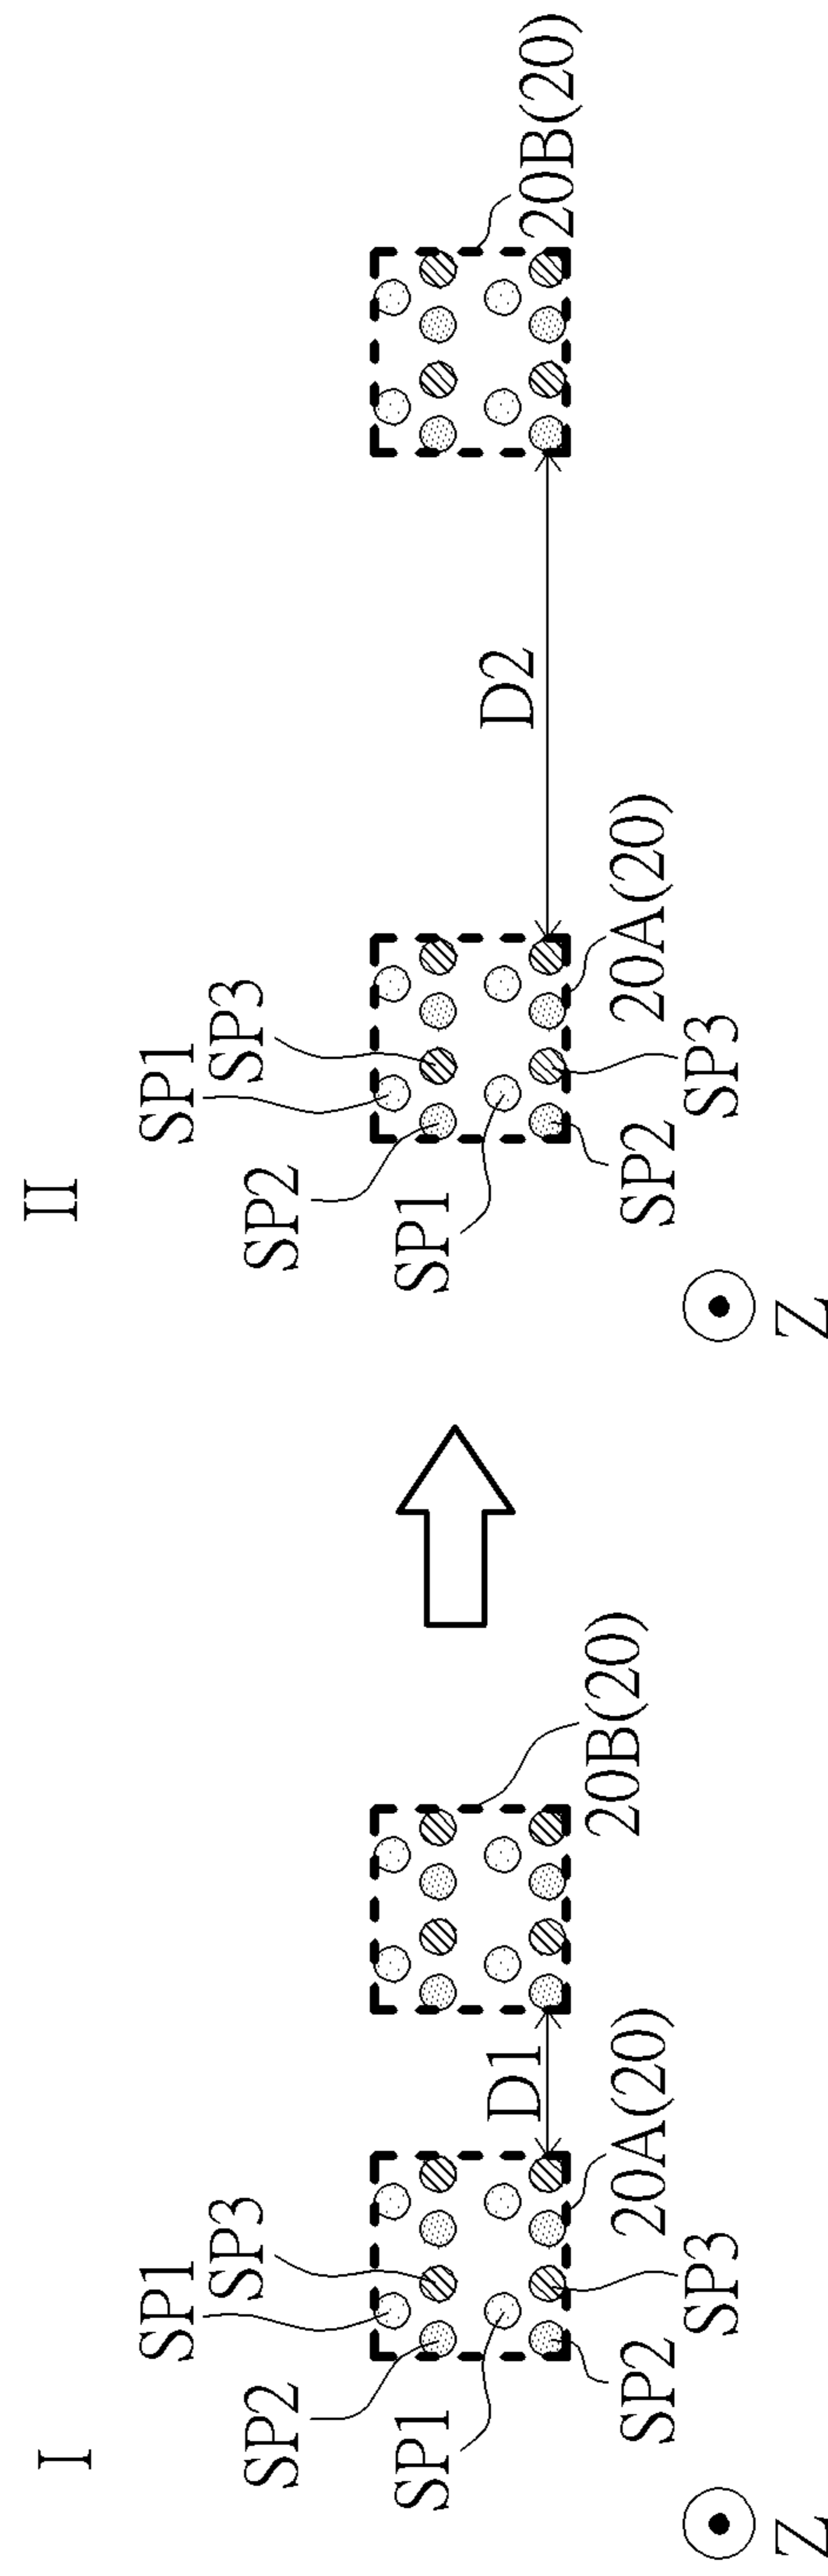 I
SP1
SP3
SP2
SP1
SP2
SP3
20A(20)
D1
20B(20)
Z
II
SP1
SP3
SP2
SP1
SP2
SP3
20A(20)
D2
20B(20)
Z